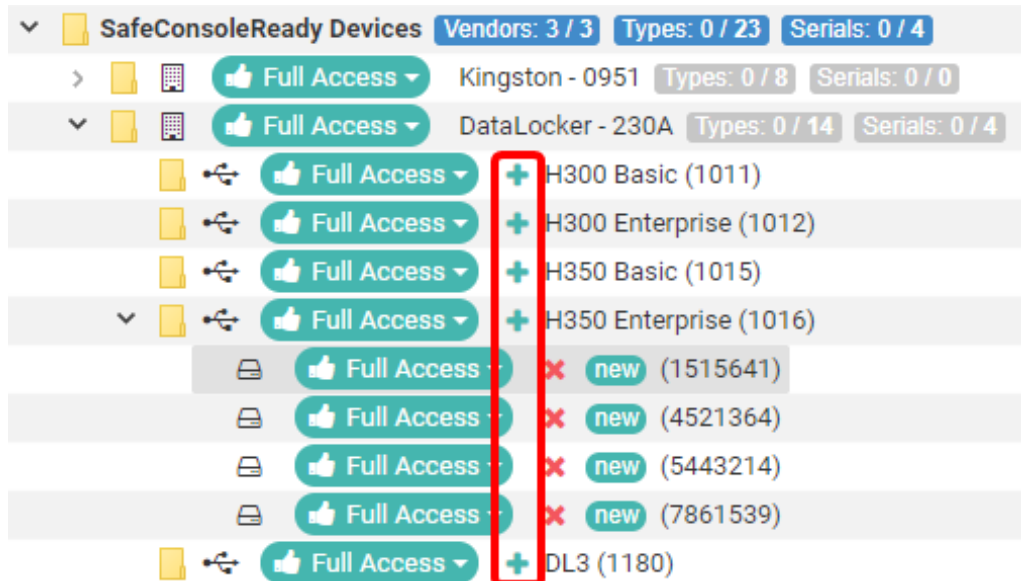 SafeConsoleReady Devices Vendors: 3 / 3 Types: 0 / 23 Serials: 0 / 4
Full Access Kingston - 0951 Types: 0 / 8 Serials: 0 / 0
Full Access DataLocker - 230A Types: 0 / 14 Serials: 0 / 4
Full Access H300 Basic (1011)
Full Access H300 Enterprise (1012)
Full Access H350 Basic (1015)
Full Access H350 Enterprise (1016)
Full Access new (1515641)
Full Access new (4521364)
Full Access new (5443214)
Full Access new (7861539)
Full Access DL3 (1180)